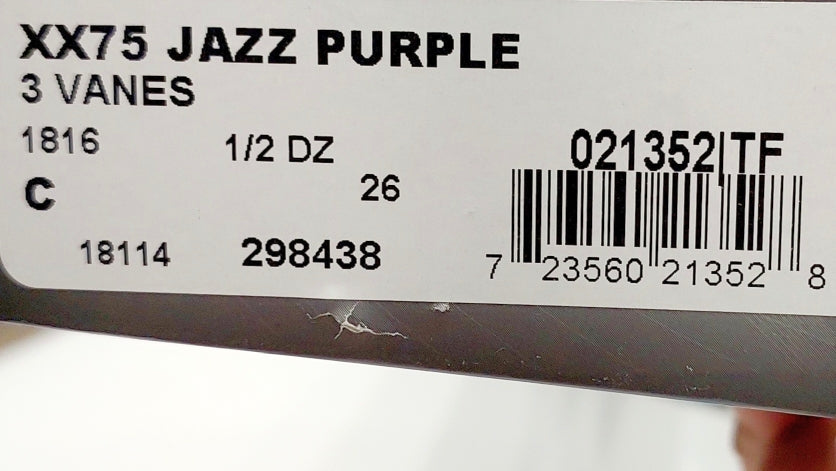 XX75 JAZZ PURPLE
3 VANES
1816 1/2 DZ
C 26
18114 298438
021352|TF
7 23560 21352 8